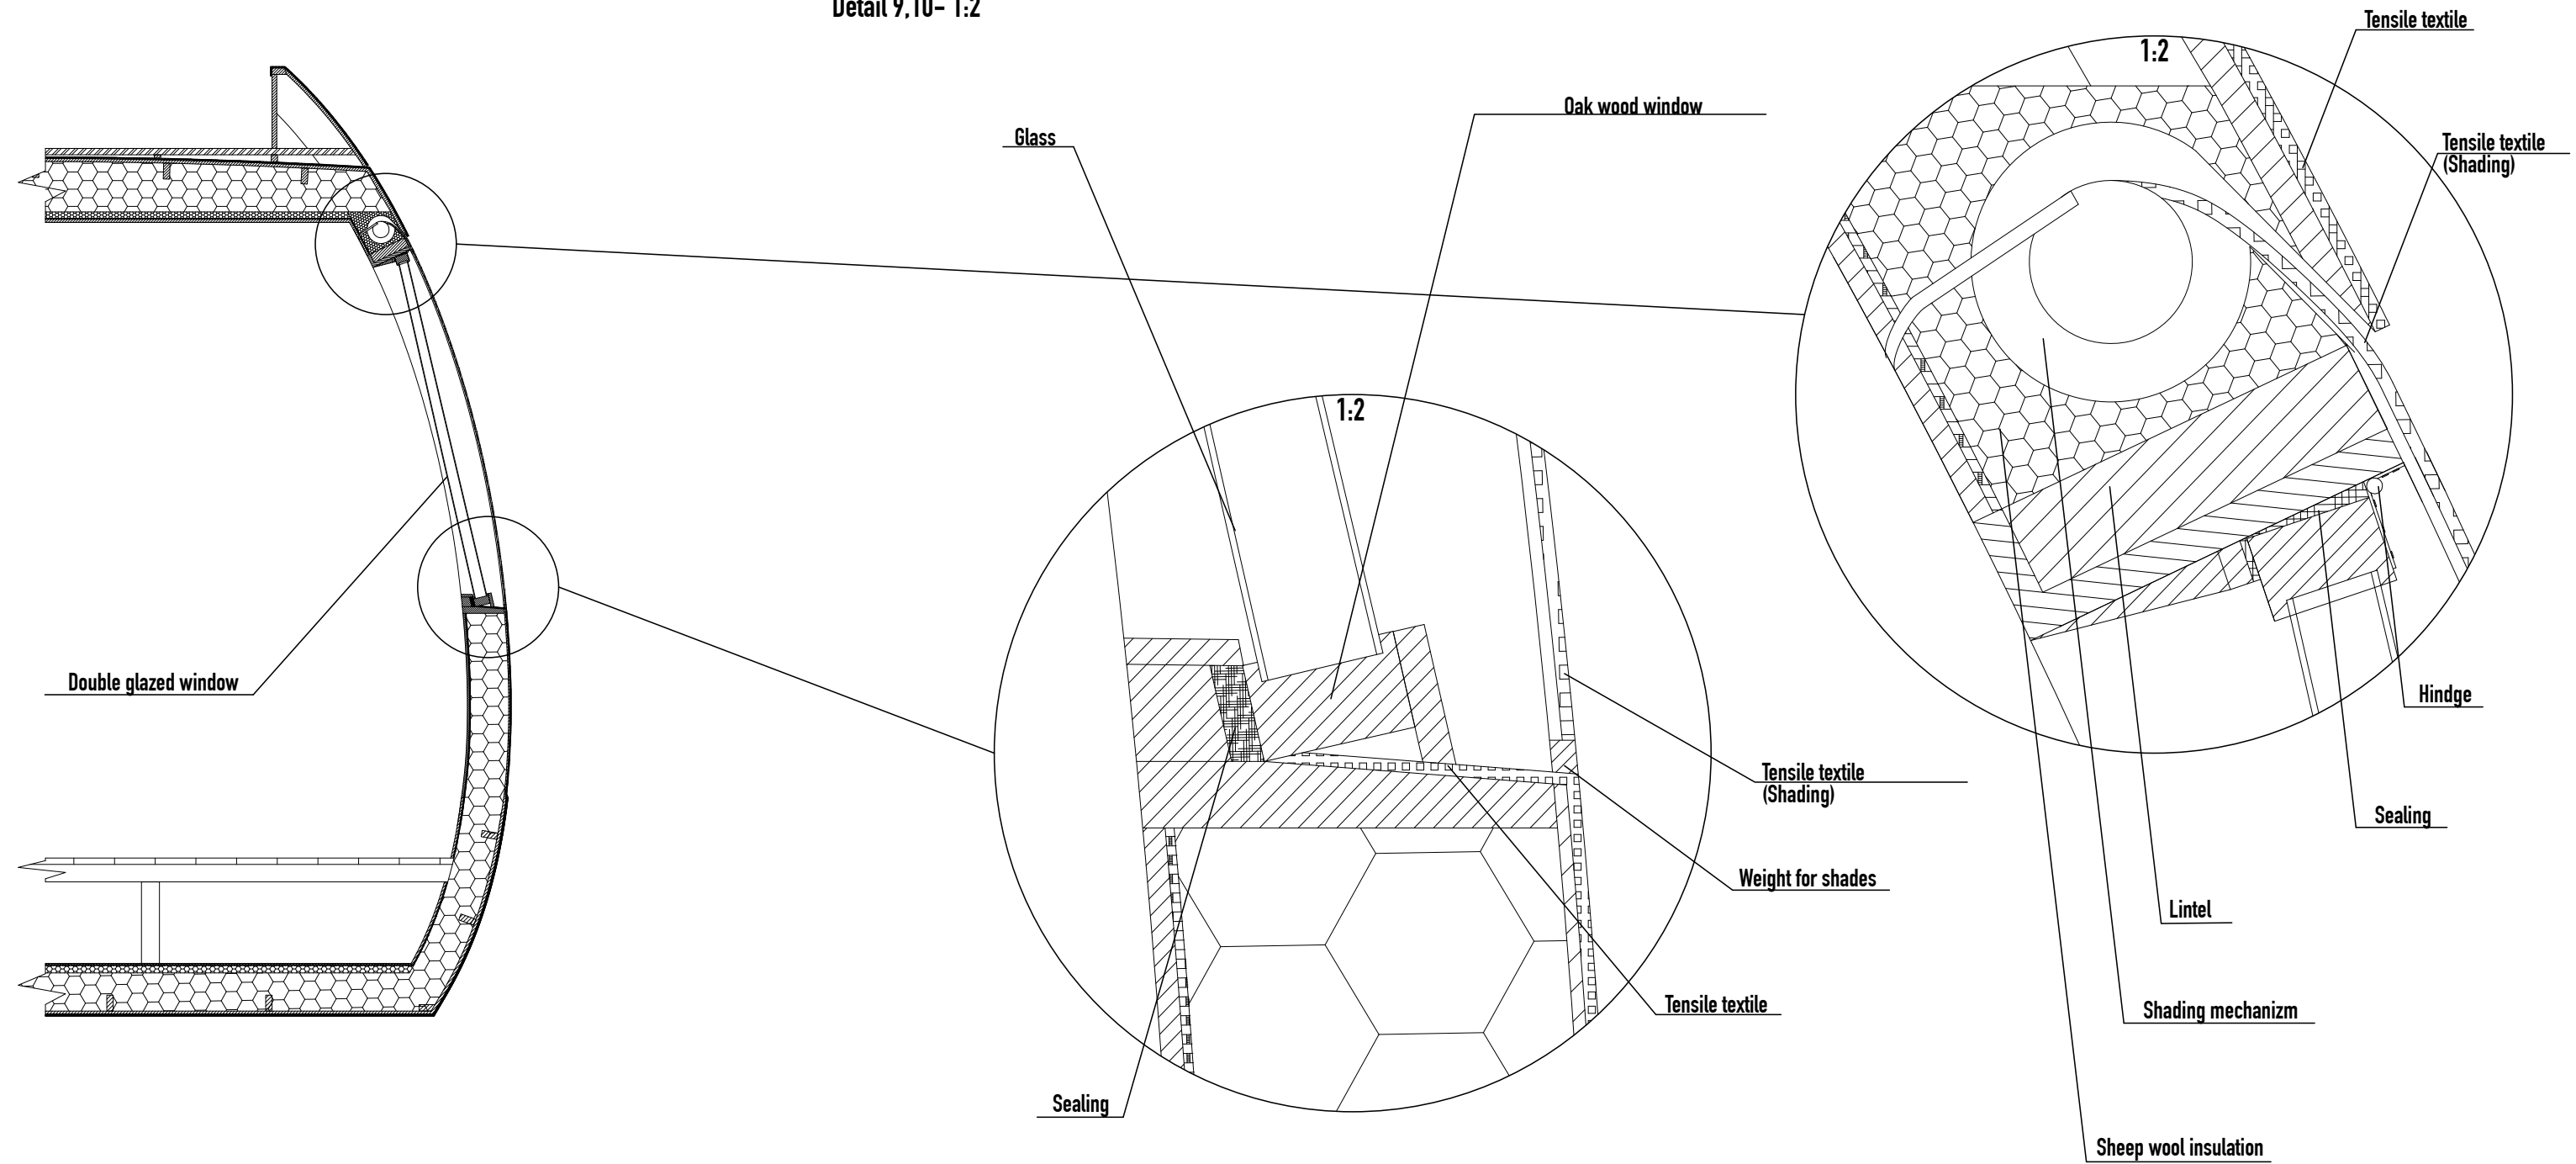 Detail 9,10- 1:2
Tensile textile
1:2
Oak wood window
Glass
Tensile textile
(Shading)
1:2
Double glazed window
Hindge
Tensile textile
(Shading)
Sealing
Weight for shades
Lintel
Tensile textile
Shading mechanizm
Sealing
Sheep wool insulation